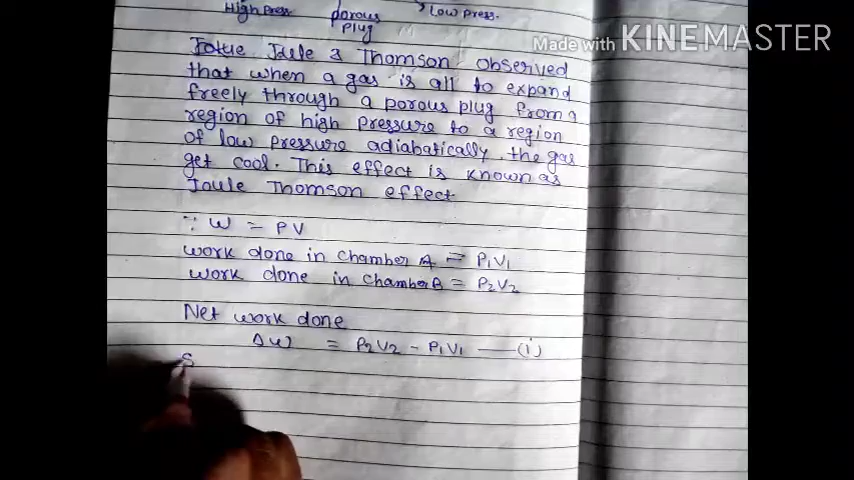 High Press porous Low Press.
plug
Made with KINEMASTER
Joule & Thomson observed
that when a gas is all to expand
freely through a porous plug from a
region of high pressure to a region
of low pressure adiabatically, the gas
get cool. This effect is known as
Joule Thomson effect
∵ W = PV
work done in chamber A = P₁V₁
work done in chamber B = P₂V₂
Net work done
ΔW = P₂V₂ - P₁V₁ —(i)
S